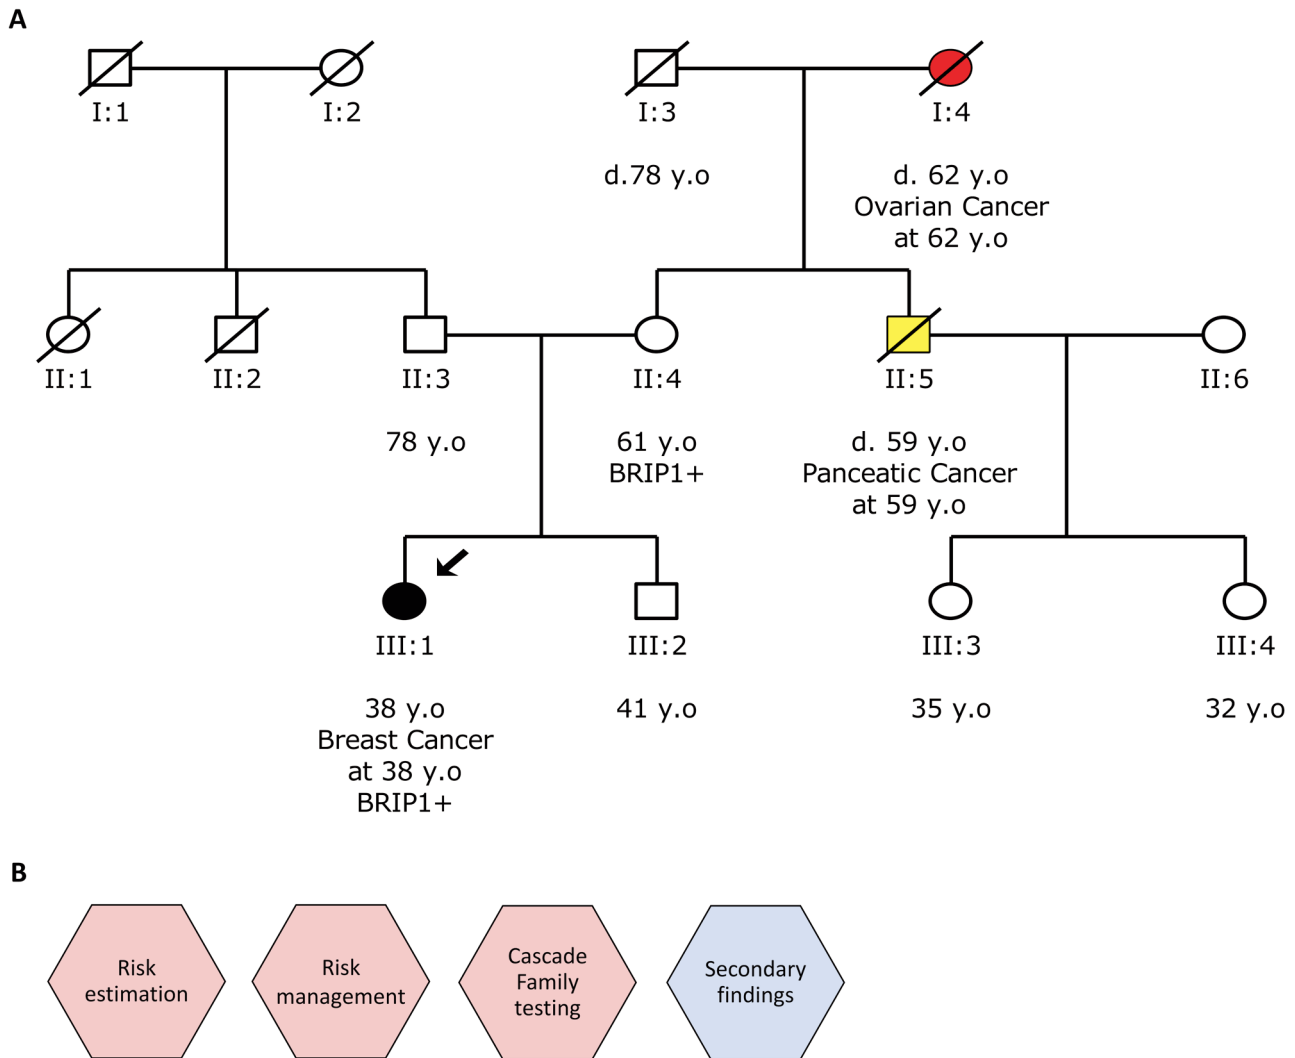 A
I:1
I:2
I:3
I:4
d.78 y.o
d. 62 y.o
Ovarian Cancer
at 62 y.o
II:1
II:2
II:3
II:4
II:5
II:6
78 y.o
61 y.o
BRIP1+
d. 59 y.o
Panceatic Cancer
at 59 y.o
III:1
III:2
III:3
III:4
38 y.o
Breast Cancer
at 38 y.o
BRIP1+
41 y.o
35 y.o
32 y.o
B
Risk
estimation
Risk
management
Cascade
Family
testing
Secondary
findings